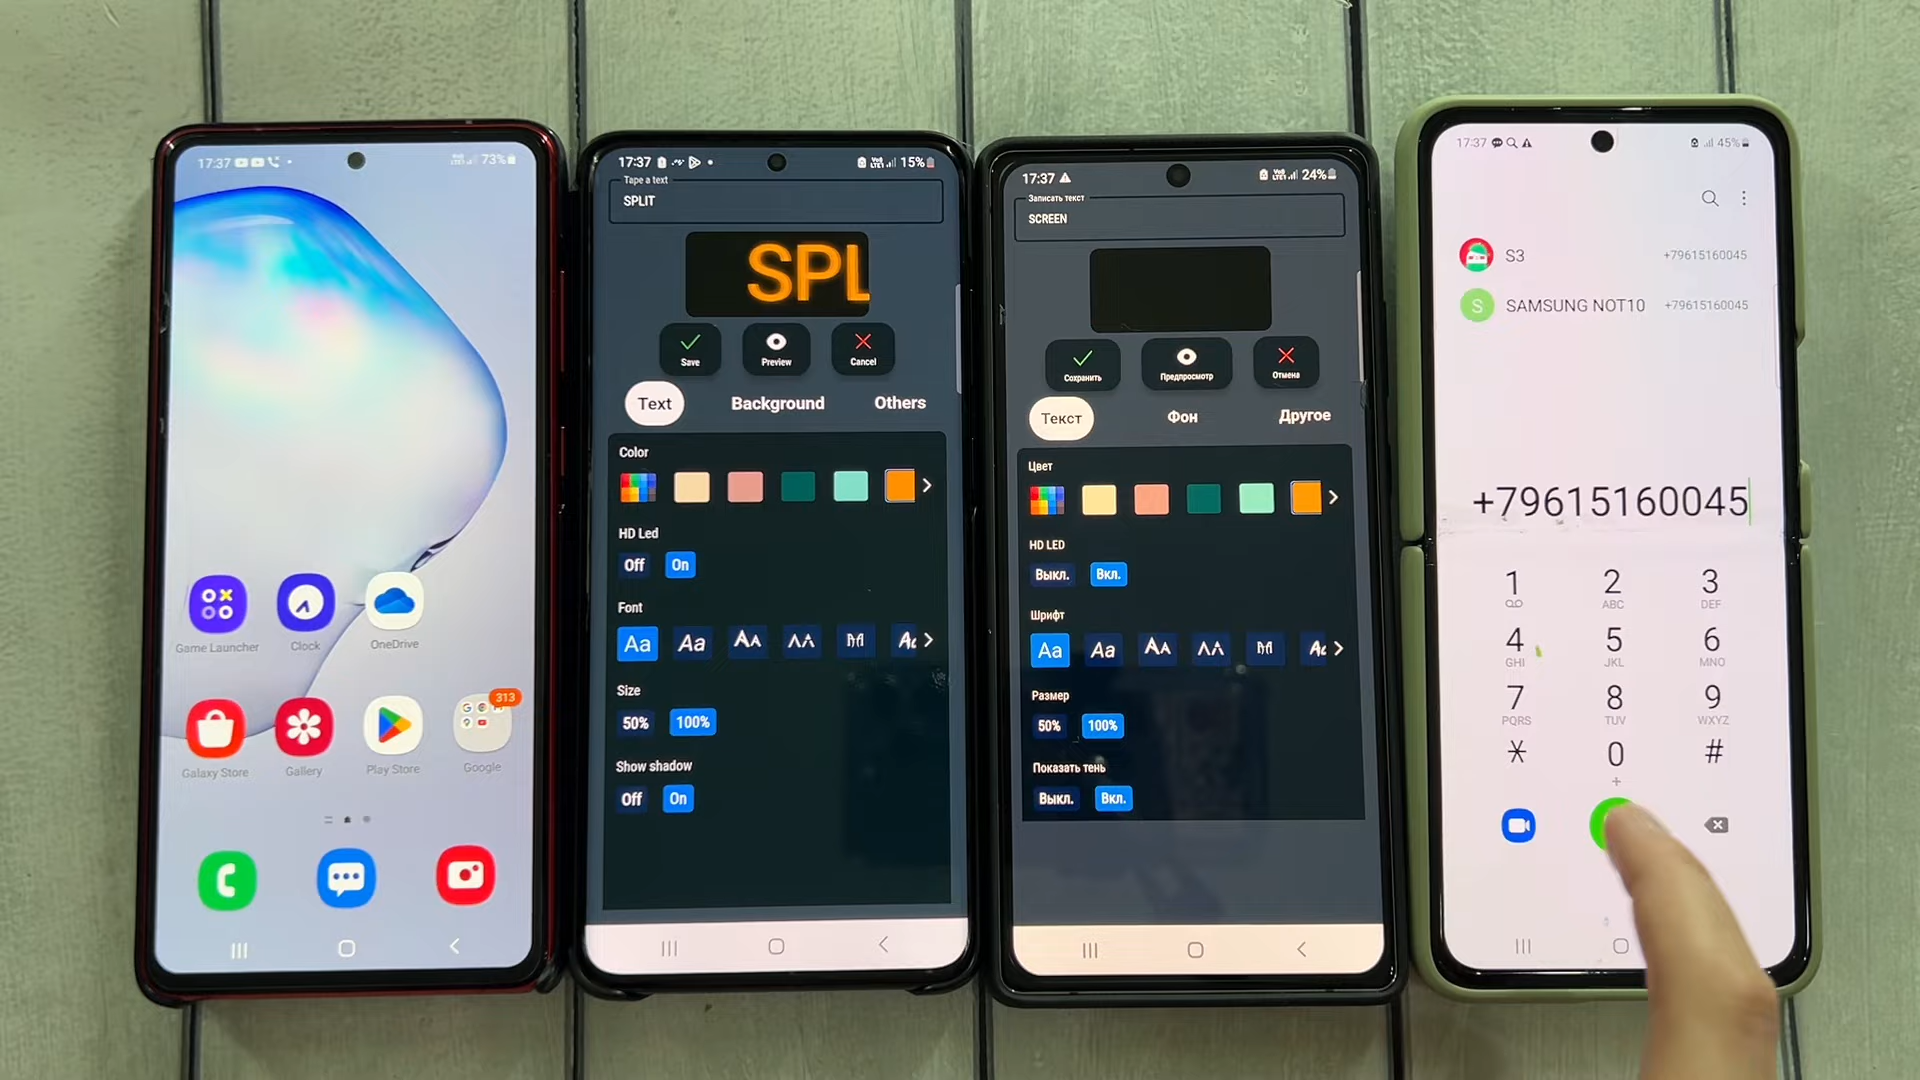 17:37
73%
Game Launcher
Clock
OneDrive
313
Galaxy Store
Gallery
Play Store
Google
17:37
15%
Tape a text
SPLIT
SPL
Save
Preview
Cancel
Text
Background
Others
Color
HD Led
Off
On
Font
Aa
Aa
AA
Size
50%
100%
Show shadow
Off
On
17:37
24%
Записать текст
SCREEN
Сохранить
Предпросмотр
Отмена
Текст
Фон
Другое
Цвет
HD LED
Выкл.
Вкл.
Шрифт
Aa
Aa
AA
Размер
50%
100%
Показать тень
Выкл.
Вкл.
17:37
45%
S3
+79615160045
S
SAMSUNG NOT10
+79615160045
+79615160045
1
2
ABC
3
DEF
4
GHI
5
JKL
6
MNO
7
PQRS
8
TUV
9
WXYZ
*
0
+
#